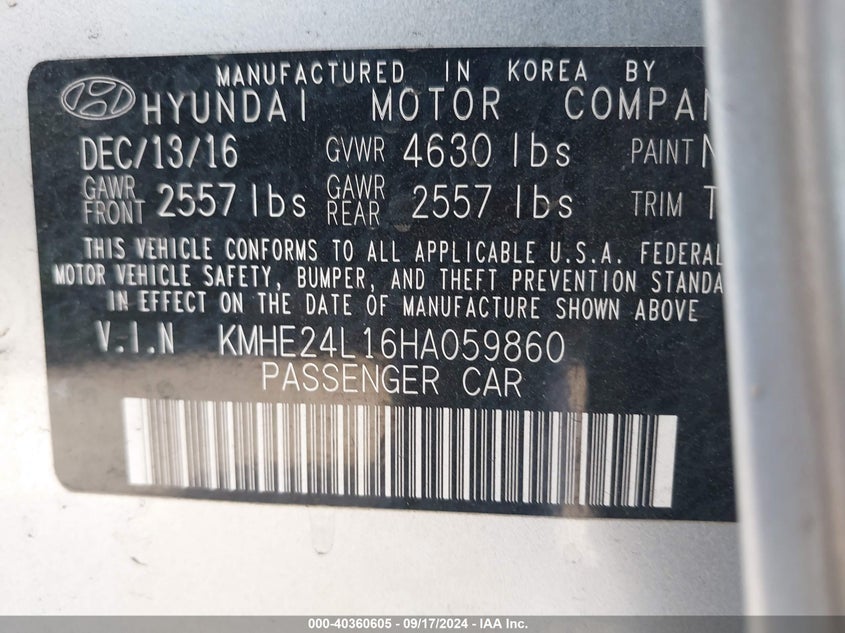 MANUFACTURED IN KOREA BY
HYUNDAI MOTOR COMPAN
DEC/13/16 GVWR 4630 lbs PAINT
GAWR FRONT 2557 lbs GAWR REAR 2557 lbs TRIM T
THIS VEHICLE CONFORMS TO ALL APPLICABLE U.S.A. FEDERAL
MOTOR VEHICLE SAFETY, BUMPER, AND THEFT PREVENTION STANDA
IN EFFECT ON THE DATE OF MANUFACTURE SHOWN ABOVE
V.I.N KMHE24L16HA059860
PASSENGER CAR
000-40360605 - 09/17/2024 - IAA Inc.